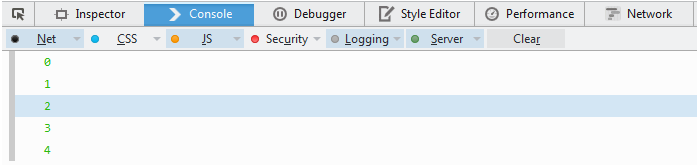 Inspector Console Debugger Style Editor Performance Network
Net CSS JS Security Logging Server Clear
0
1
2
3
4